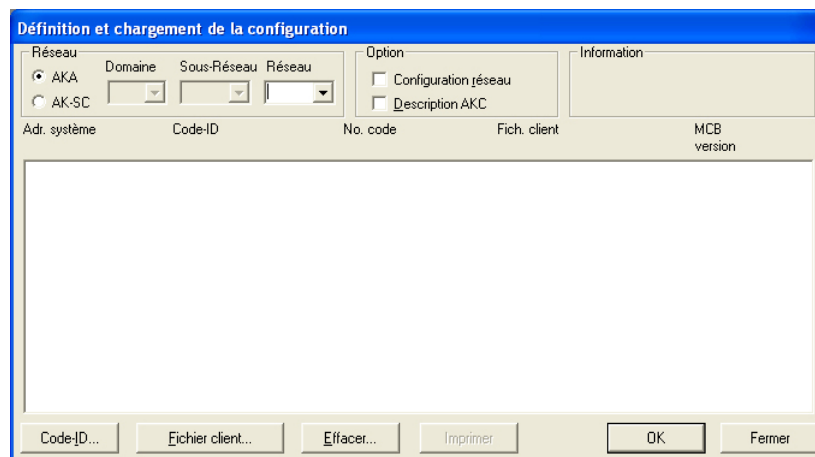 Définition et chargement de la configuration
Réseau
AKA
AK-SC
Domaine
Sous-Réseau
Réseau
Option
Configuration réseau
Description AKC
Information
Adr. système
Code-ID
No. code
Fich. client
MCB
version
Code-ID...
Fichier client...
Effacer...
Imprimer
OK
Fermer